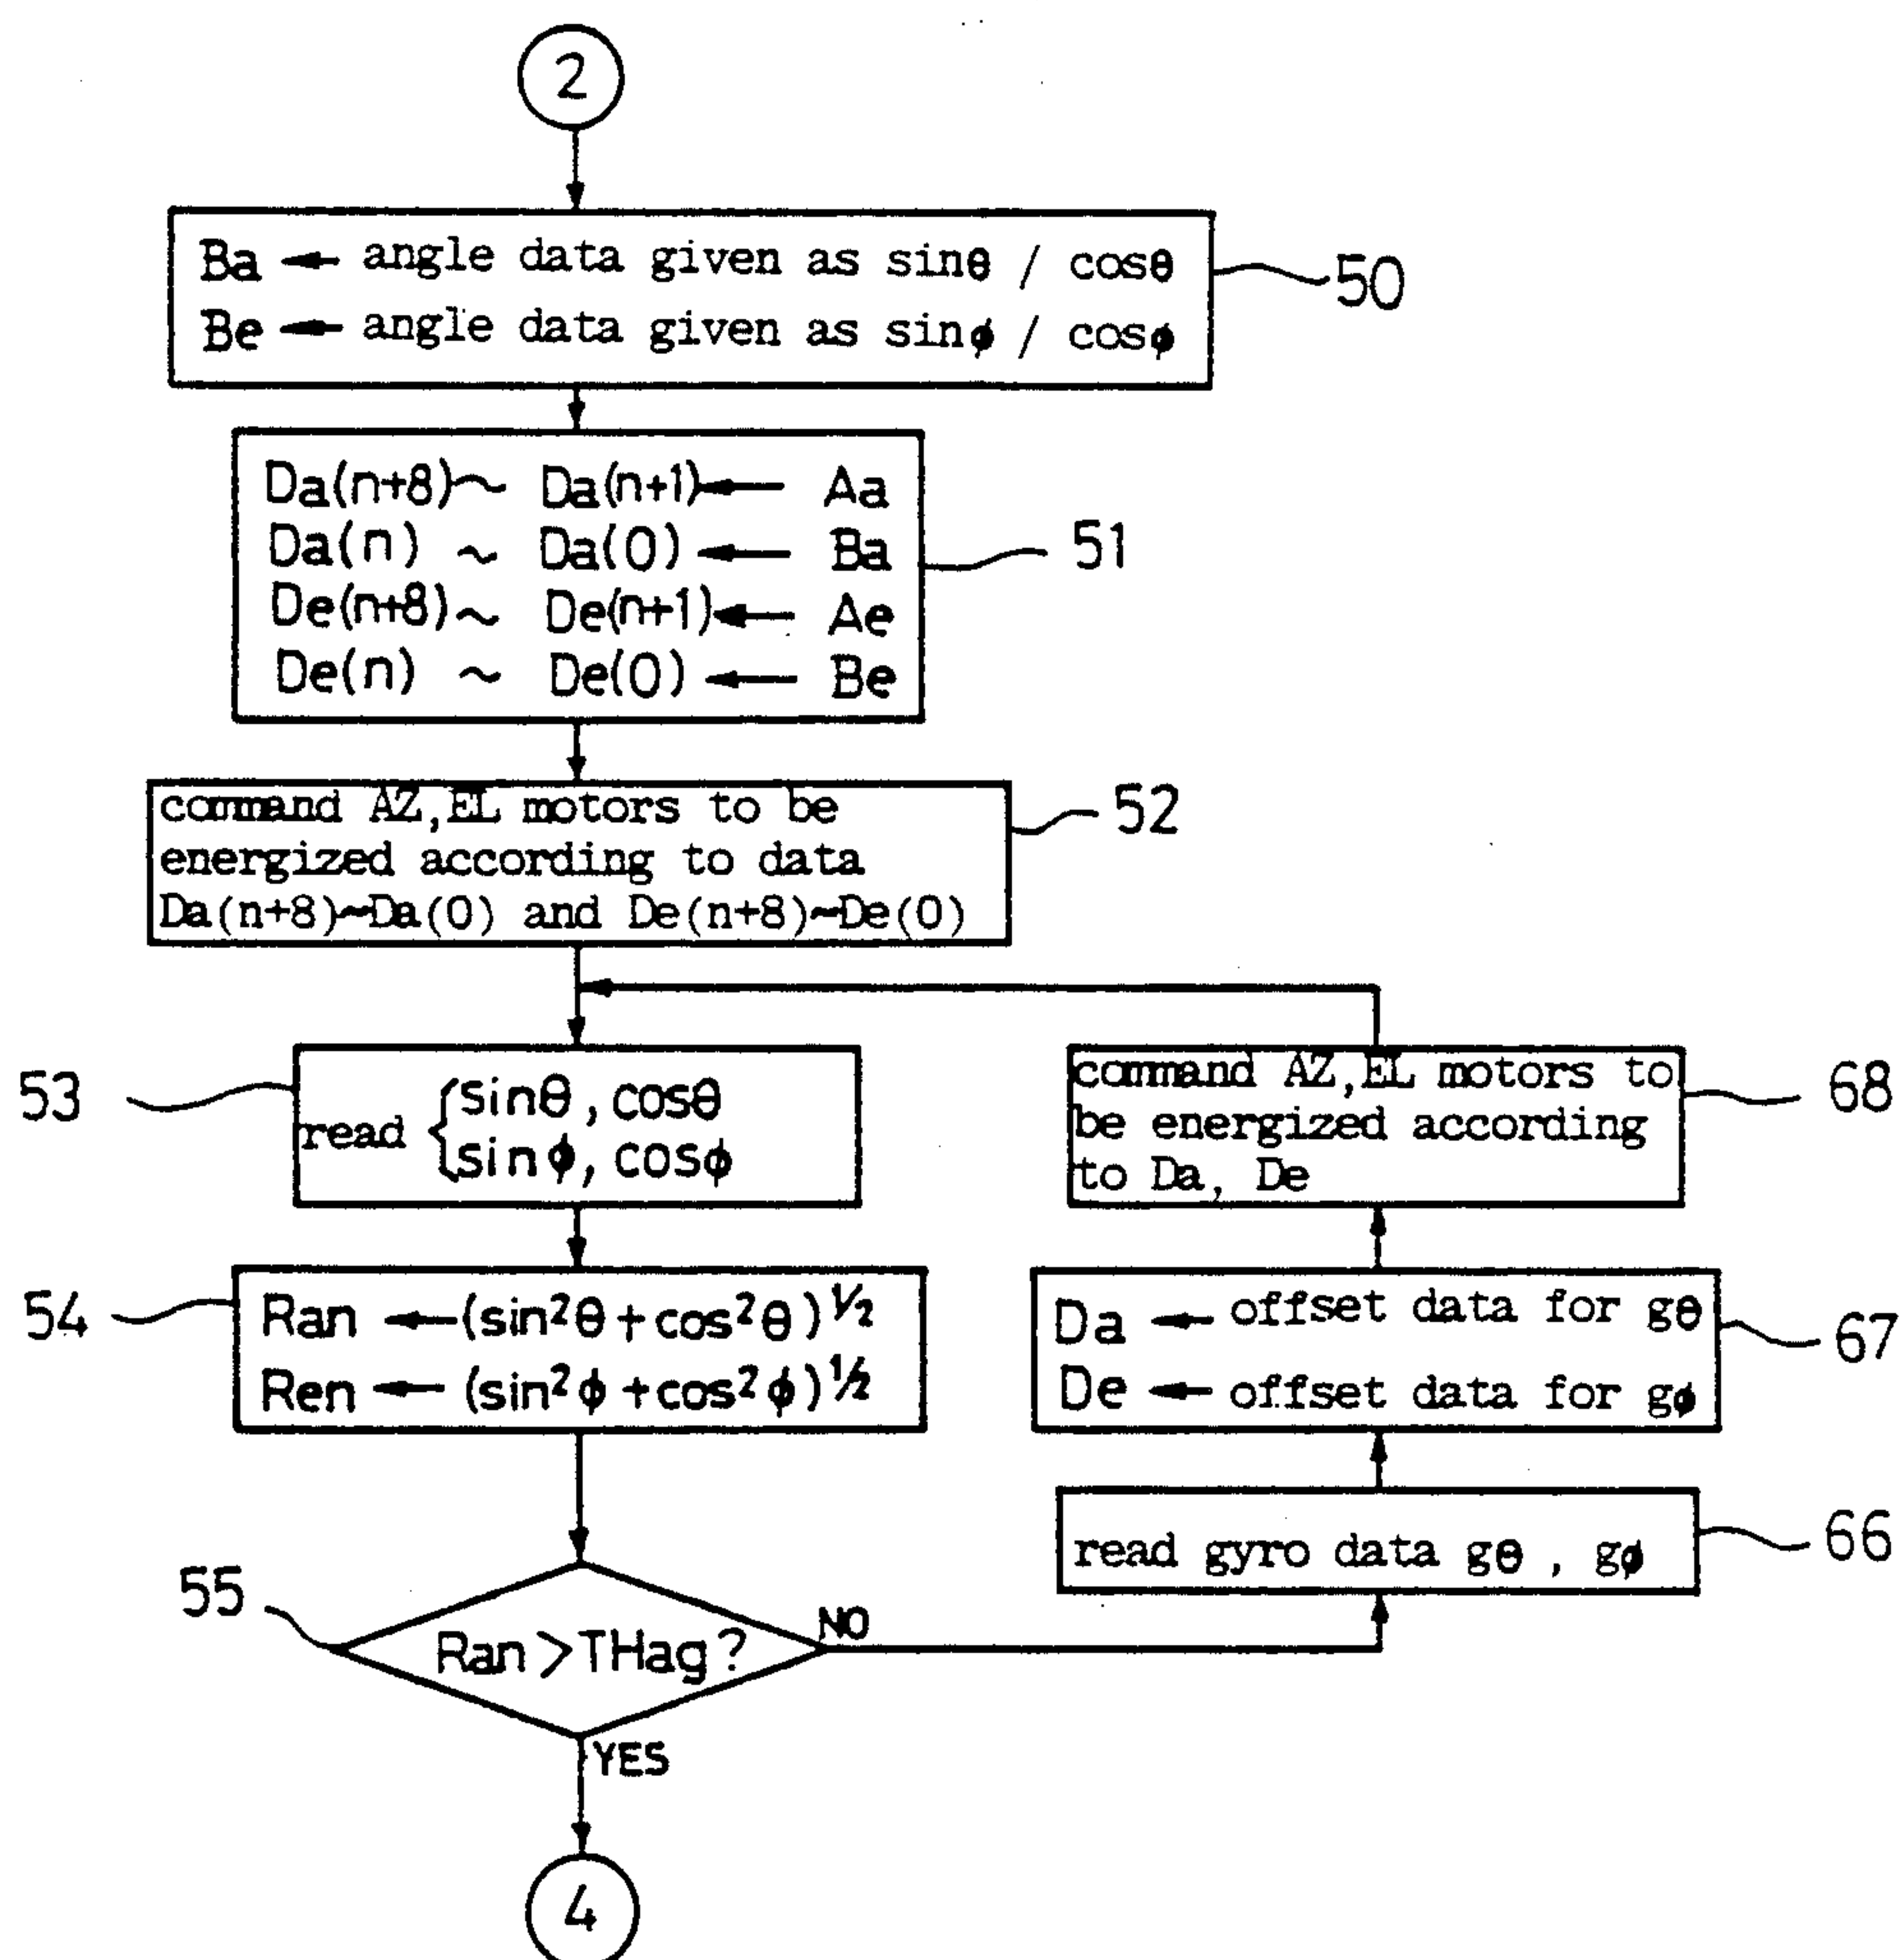 2
Ba ← angle data given as sinθ / cosθ
Be ← angle data given as sinϕ / cosϕ
50
Da(n+8)~ Da(n+1)← Aa
Da(n) ~ Da(0) ← Ba
De(n+8)~ De(n+1)← Ae
De(n) ~ De(0) ← Be
51
command AZ,EL motors to be
energized according to data
Da(n+8)~Da(0) and De(n+8)~De(0)
52
53
read { sinθ, cosθ
sinϕ, cosϕ
command AZ,EL motors to
be energized according
to Da, De
68
54
Ran ← (sin²θ + cos²θ)^½
Ren ← (sin²ϕ + cos²ϕ)^½
Da ← offset data for gθ
De ← offset data for gϕ
67
read gyro data gθ , gϕ
66
55
Ran > THag ?
NO
YES
4